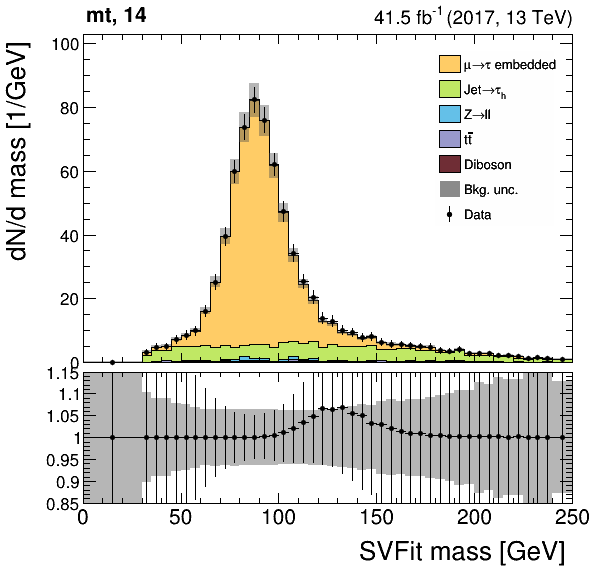 mt, 14
41.5 fb⁻¹ (2017, 13 TeV)
dN/d mass [1/GeV]
100
80
60
40
20
0
μ→τ embedded
Jet→τₕ
Z→ll
tt̄
Diboson
Bkg. unc.
Data
1.15
1.1
1.05
1
0.95
0.9
0.85
0 50 100 150 200 250
SVFit mass [GeV]